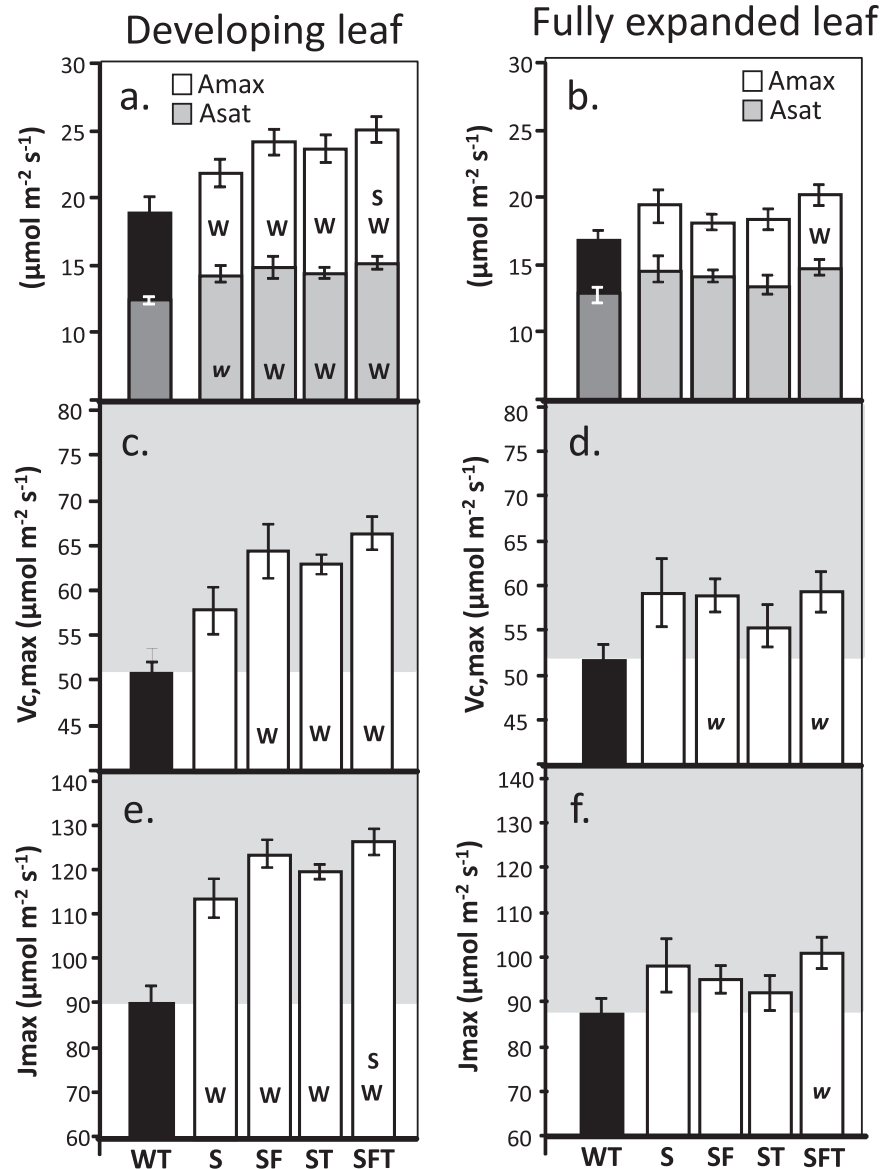 Developing leaf
Fully expanded leaf
a.
Amax
Asat
30
25
20
15
10
(µmol m-2 s-1)
W
W
W
S
W
w
W
W
W
b.
Amax
Asat
30
25
20
15
10
(µmol m-2 s-1)
W
c.
80
75
70
65
60
55
50
45
Vc,max (µmol m-2 s-1)
W
W
W
d.
80
75
70
65
60
55
50
45
Vc,max (µmol m-2 s-1)
w
w
e.
140
130
120
110
100
90
80
70
60
Jmax (µmol m-2 s-1)
W
W
W
S
W
WT S SF ST SFT
f.
140
130
120
110
100
90
80
70
60
Jmax (µmol m-2 s-1)
w
WT S SF ST SFT